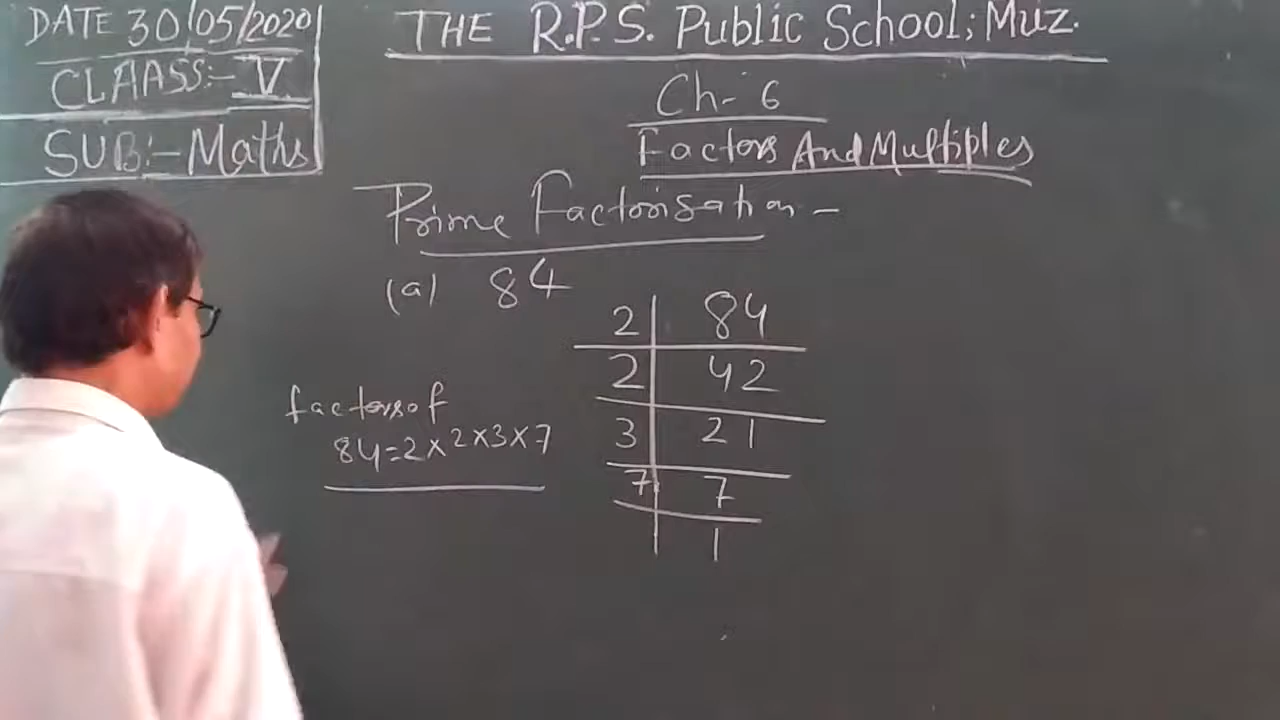 DATE 30/05/2020
CLAASS:- V
SUB:- Maths
THE R.P.S. Public School; Muz.
Ch- 6
Factors And Multiples
Prime Factorisation -
(a) 84
2 | 84
2 | 42
3 | 21
7 | 7
1
factors of
84=2×2×3×7